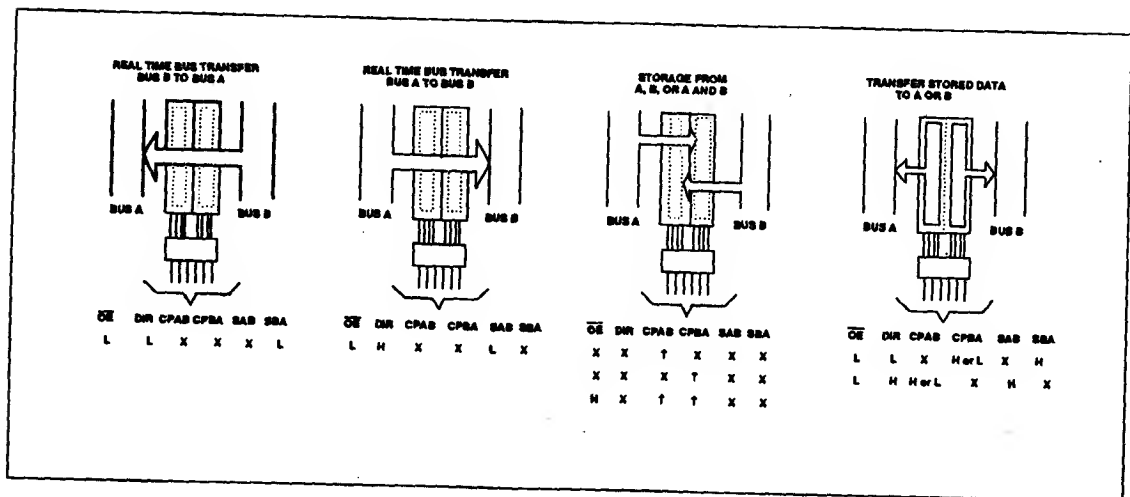 REAL TIME BUS TRANSFER
BUS B TO BUS A
BUS A
BUS B
OE DIR CPAB CPBA SAB SBA
L L X X X L
REAL TIME BUS TRANSFER
BUS A TO BUS B
BUS A
BUS B
OE DIR CPAB CPBA SAB SBA
L H X X L X
STORAGE FROM
A, B, OR A AND B
BUS A
BUS B
OE DIR CPAB CPBA SAB SBA
X X ↑ X X X
X X X ↑ X X
H X ↑ ↑ X X
TRANSFER STORED DATA
TO A OR B
BUS A
BUS B
OE DIR CPAB CPBA SAB SBA
L L X H or L X H
L H H or L X H X